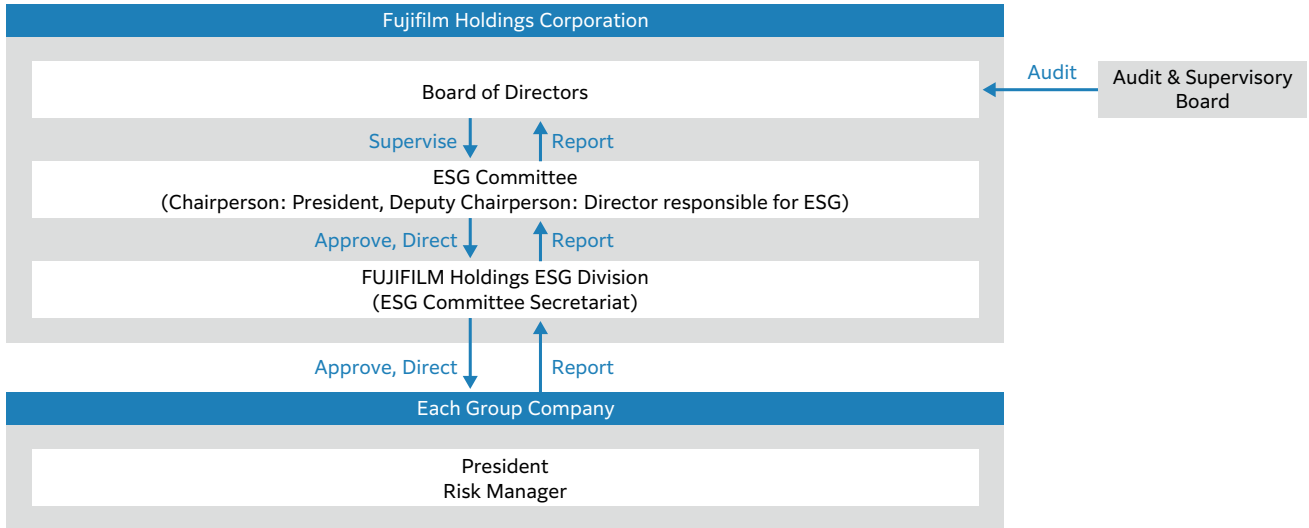 Fujifilm Holdings Corporation
Board of Directors
Audit
Audit & Supervisory
Board
Supervise
Report
ESG Committee
(Chairperson: President, Deputy Chairperson: Director responsible for ESG)
Approve, Direct
Report
FUJIFILM Holdings ESG Division
(ESG Committee Secretariat)
Approve, Direct
Report
Each Group Company
President
Risk Manager